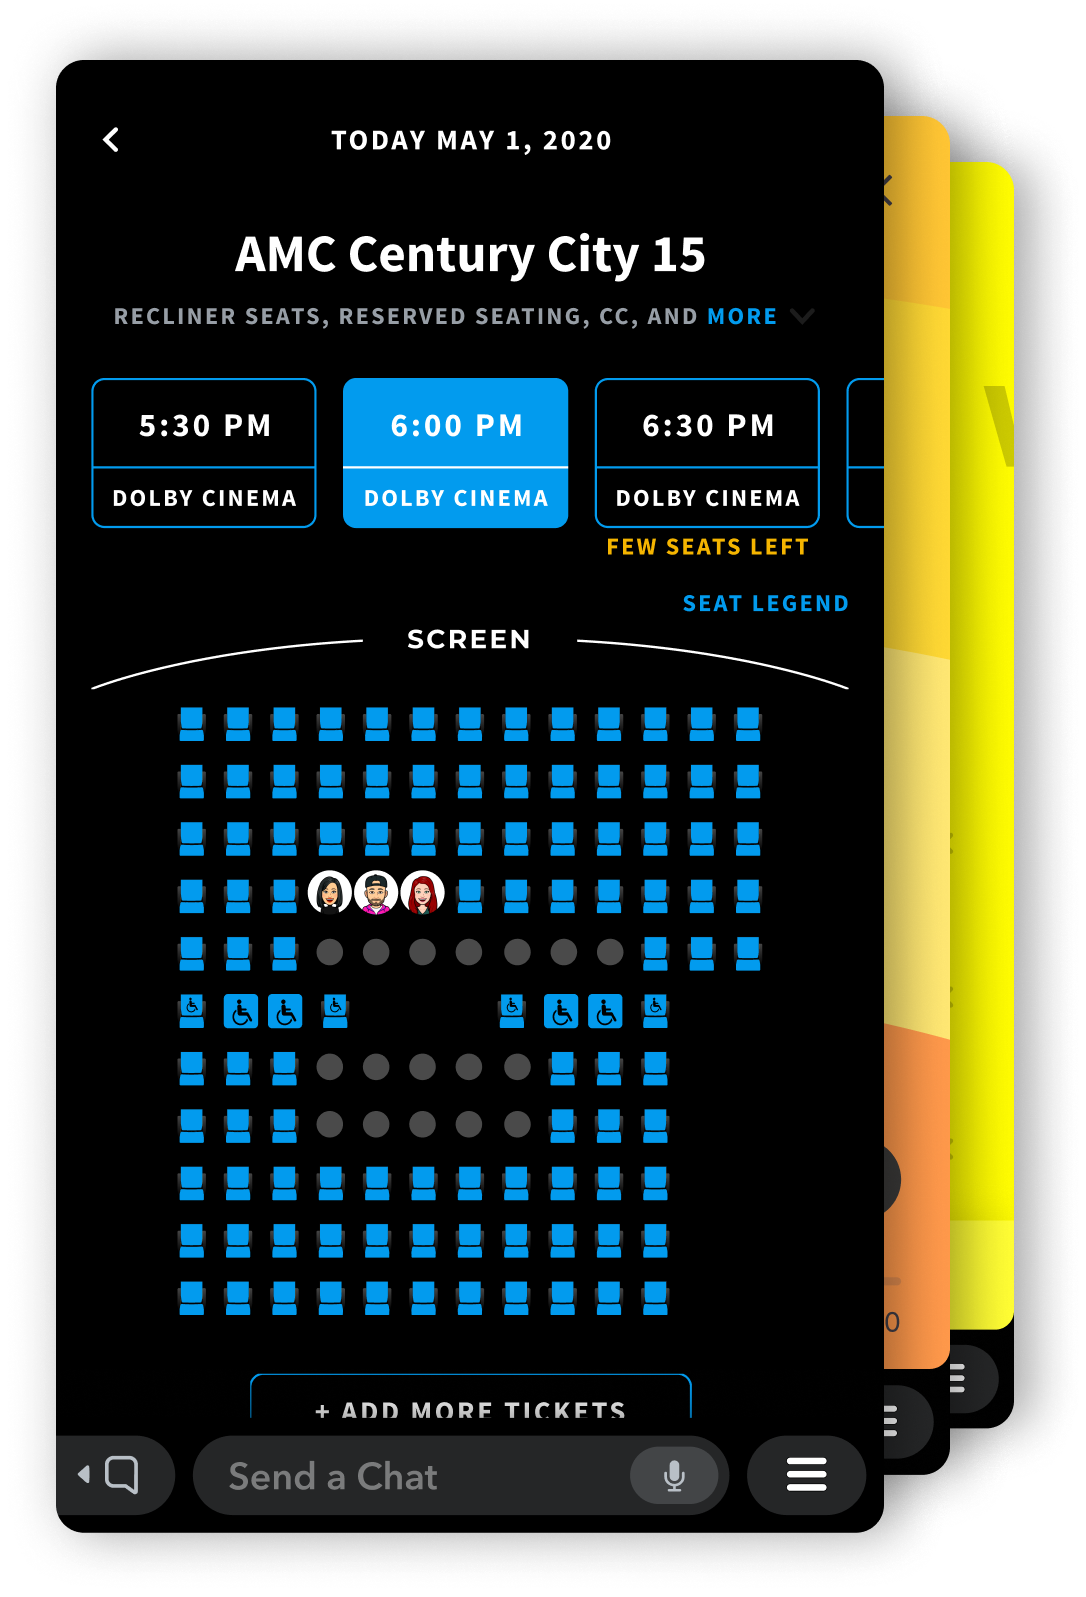 TODAY MAY 1, 2020
AMC Century City 15
RECLINER SEATS, RESERVED SEATING, CC, AND MORE
5:30 PM
DOLBY CINEMA
6:00 PM
DOLBY CINEMA
6:30 PM
DOLBY CINEMA
FEW SEATS LEFT
SEAT LEGEND
SCREEN
+ ADD MORE TICKETS
Send a Chat
0